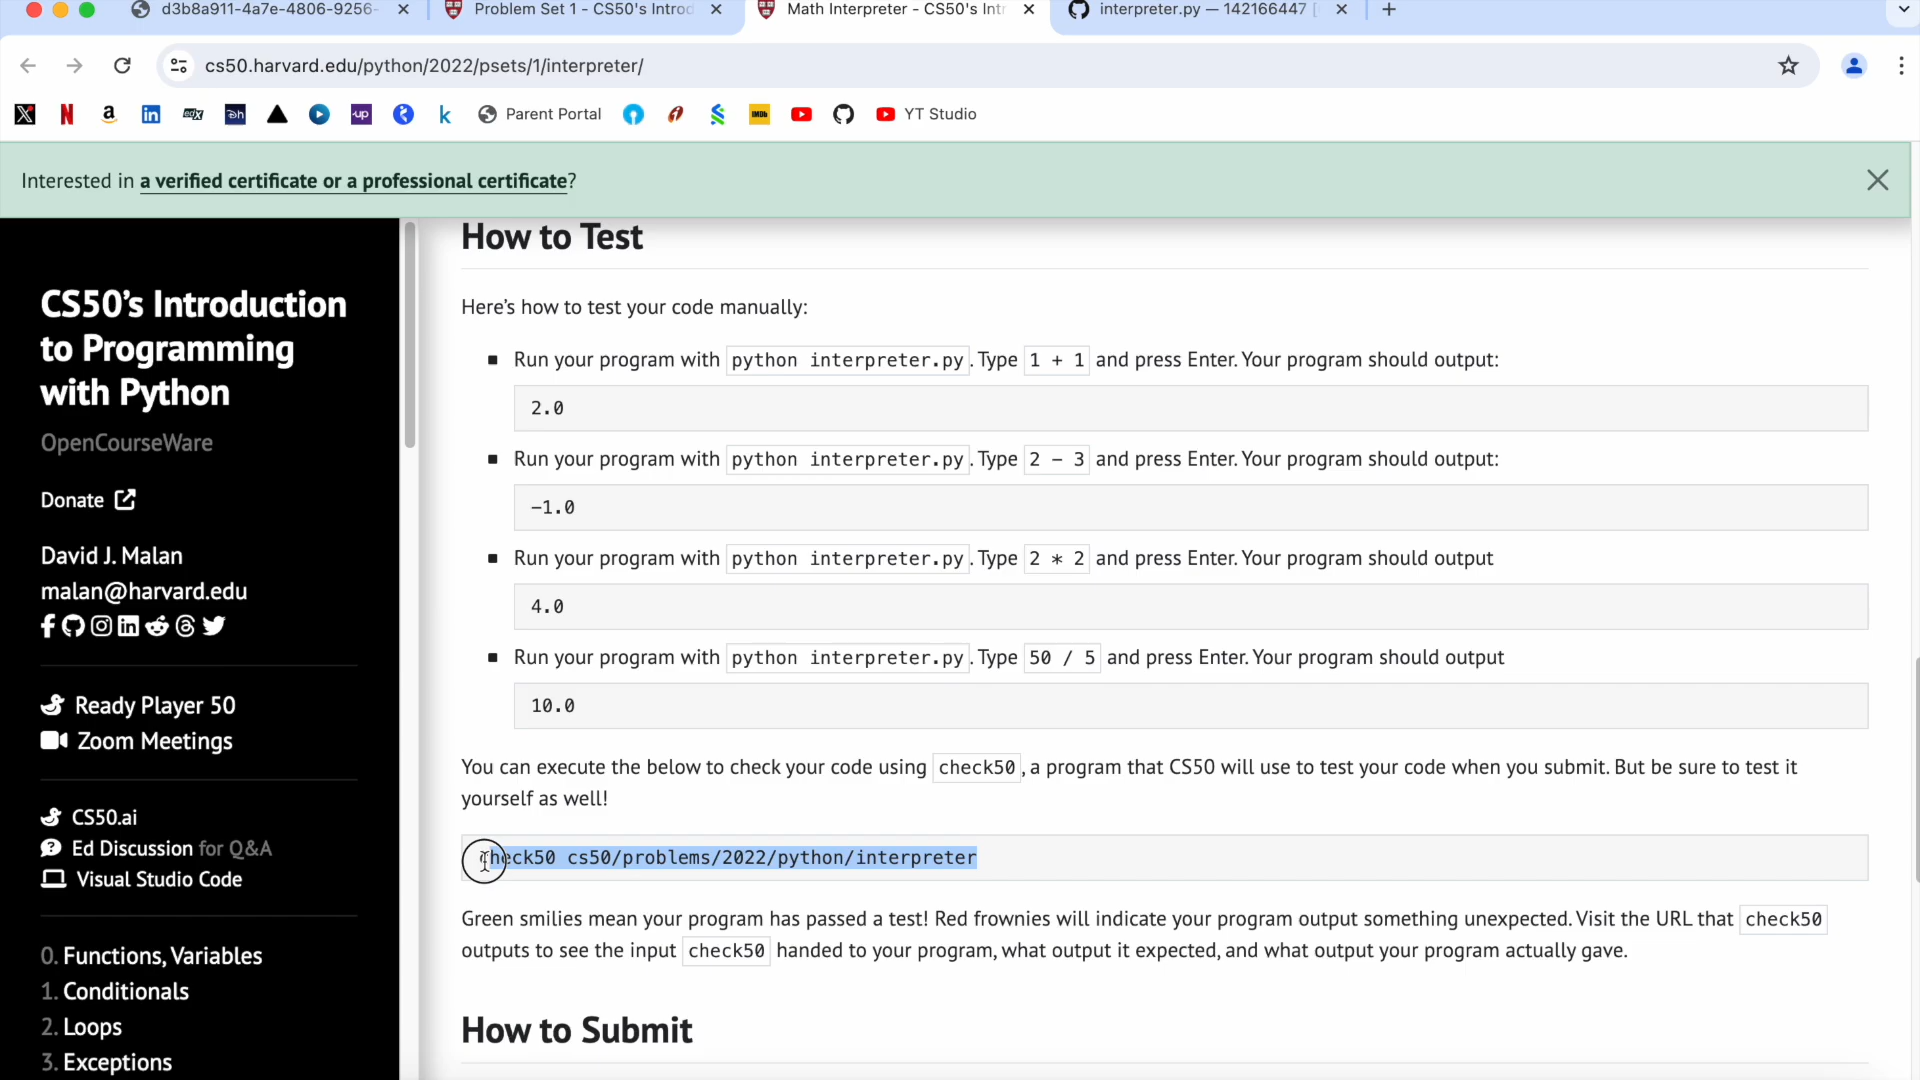 d3b8a911-4a7e-4806-9256-
Problem Set 1 - CS50's Introd
Math Interpreter - CS50's Intr
interpreter.py — 142166447 [
cs50.harvard.edu/python/2022/psets/1/interpreter/
X N a in edX Dh up k Parent Portal IMDb YT Studio
Interested in a verified certificate or a professional certificate?
CS50’s Introduction
to Programming
with Python
OpenCourseWare
Donate
David J. Malan
malan@harvard.edu
Ready Player 50
Zoom Meetings
CS50.ai
Ed Discussion for Q&A
Visual Studio Code
0. Functions, Variables
1. Conditionals
2. Loops
3. Exceptions
How to Test
Here’s how to test your code manually:
Run your program with python interpreter.py. Type 1 + 1 and press Enter. Your program should output:
2.0
Run your program with python interpreter.py. Type 2 - 3 and press Enter. Your program should output:
-1.0
Run your program with python interpreter.py. Type 2 * 2 and press Enter. Your program should output
4.0
Run your program with python interpreter.py. Type 50 / 5 and press Enter. Your program should output
10.0
You can execute the below to check your code using check50, a program that CS50 will use to test your code when you submit. But be sure to test it
yourself as well!
check50 cs50/problems/2022/python/interpreter
Green smilies mean your program has passed a test! Red frownies will indicate your program output something unexpected. Visit the URL that check50
outputs to see the input check50 handed to your program, what output it expected, and what output your program actually gave.
How to Submit